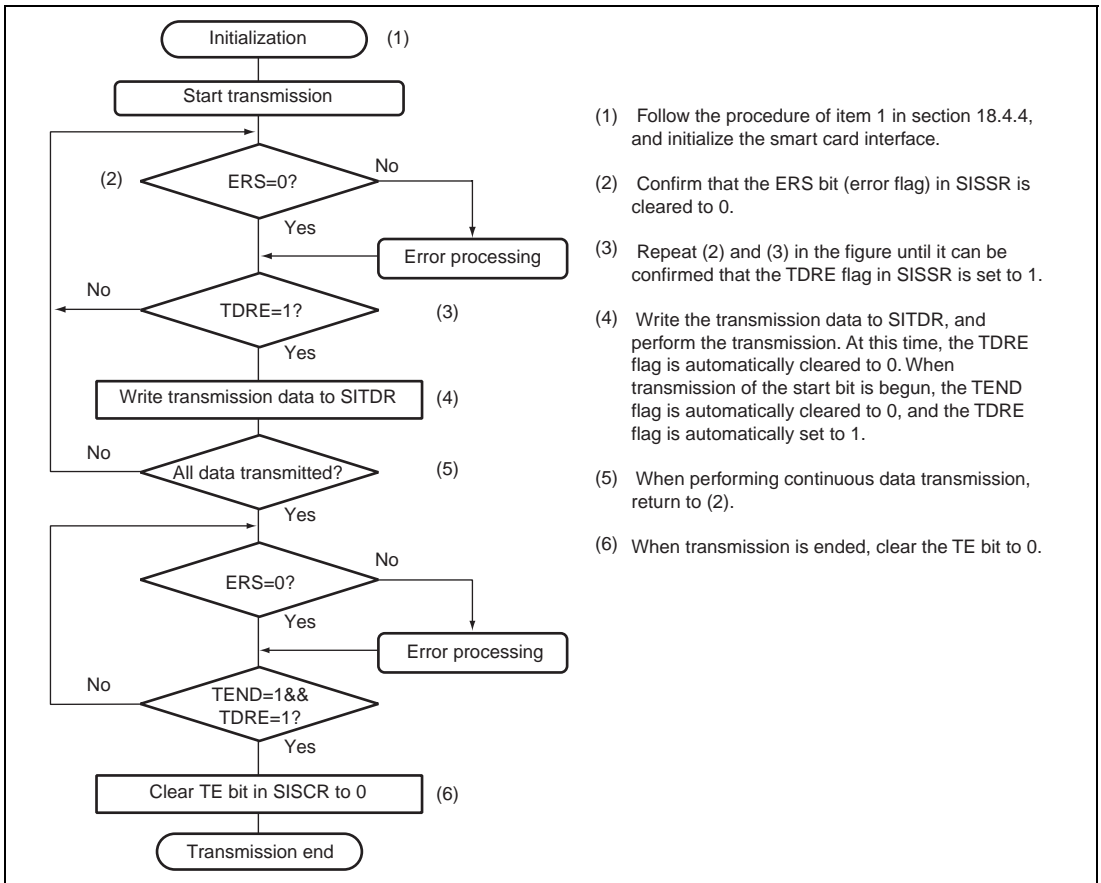 Initialization
(1)
Start transmission
(2)
ERS=0?
No
Yes
Error processing
No
TDRE=1?
(3)
Yes
Write transmission data to SITDR
(4)
No
All data transmitted?
(5)
Yes
ERS=0?
No
Yes
Error processing
No
TEND=1&&
TDRE=1?
Yes
Clear TE bit in SISCR to 0
(6)
Transmission end
(1) Follow the procedure of item 1 in section 18.4.4,
and initialize the smart card interface.
(2) Confirm that the ERS bit (error flag) in SISSR is
cleared to 0.
(3) Repeat (2) and (3) in the figure until it can be
confirmed that the TDRE flag in SISSR is set to 1.
(4) Write the transmission data to SITDR, and
perform the transmission. At this time, the TDRE
flag is automatically cleared to 0. When
transmission of the start bit is begun, the TEND
flag is automatically cleared to 0, and the TDRE
flag is automatically set to 1.
(5) When performing continuous data transmission,
return to (2).
(6) When transmission is ended, clear the TE bit to 0.